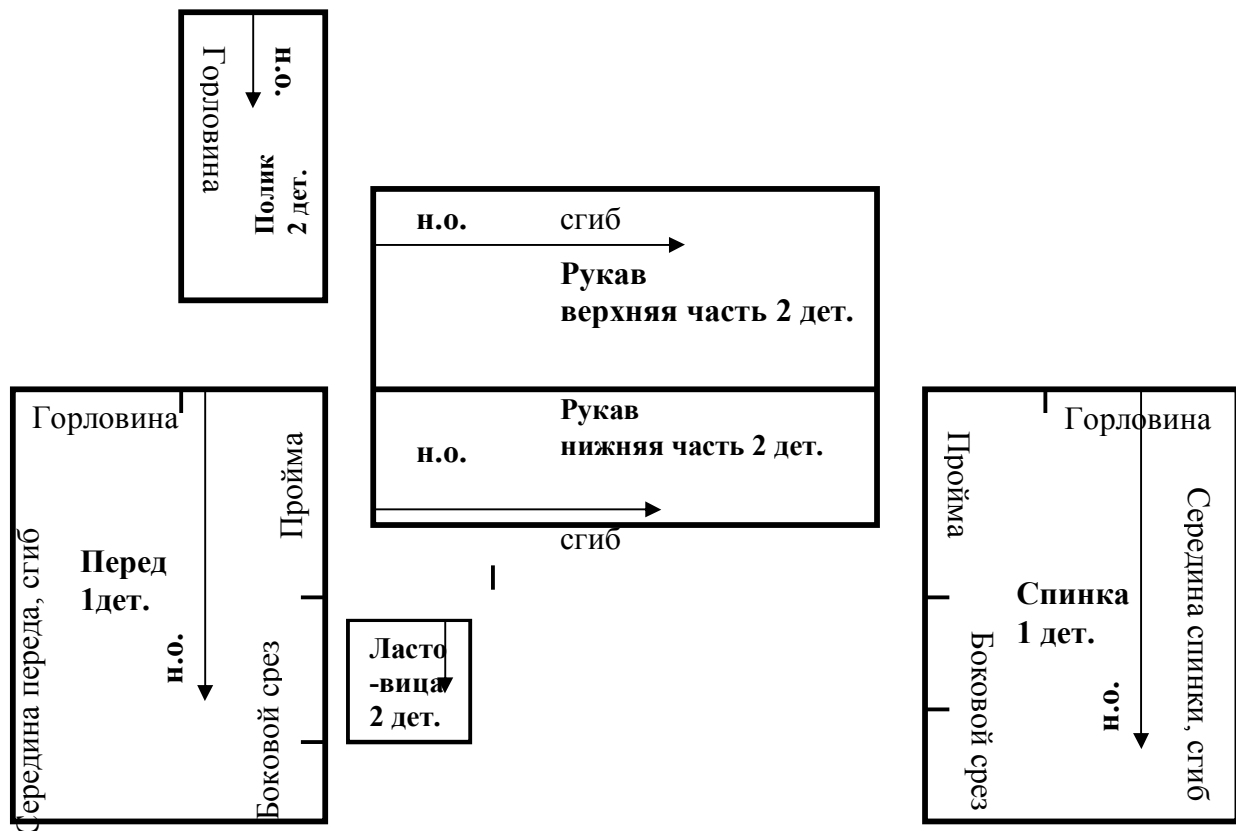 Горловина
н.о.
Полик
2 дет.
н.о.
сгиб
Рукав
верхняя часть 2 дет.
Рукав
нижняя часть 2 дет.
н.о.
сгиб
Горловина
Пройма
Перед
1дет.
н.о.
Середина переда, сгиб
Боковой срез
Ласто
-вица
2 дет.
Горловина
Пройма
Спинка
1 дет.
Середина спинки, сгиб
Боковой срез
н.о.